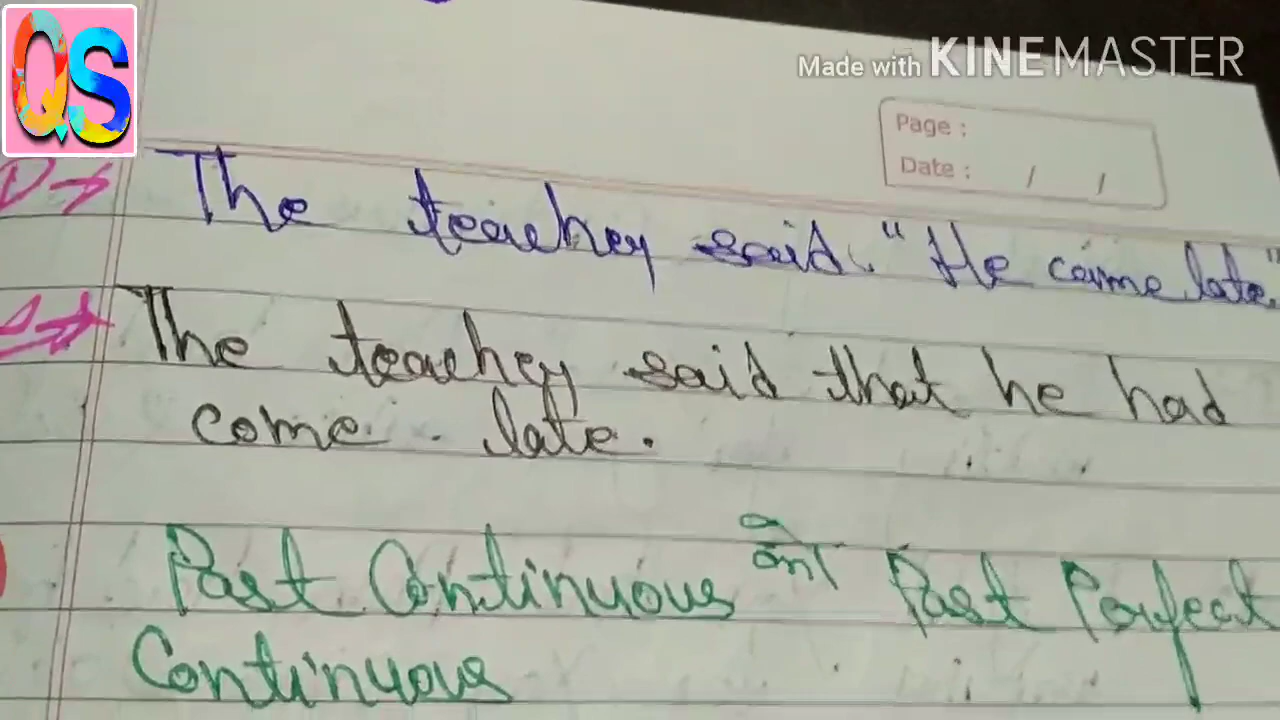 QS
Made with KINEMASTER
Page :
Date : / /
D→ The teacher said. "He came late."
I→ The teacher said that he had
come. late.
Past Continuous को Past Perfect
Continuous